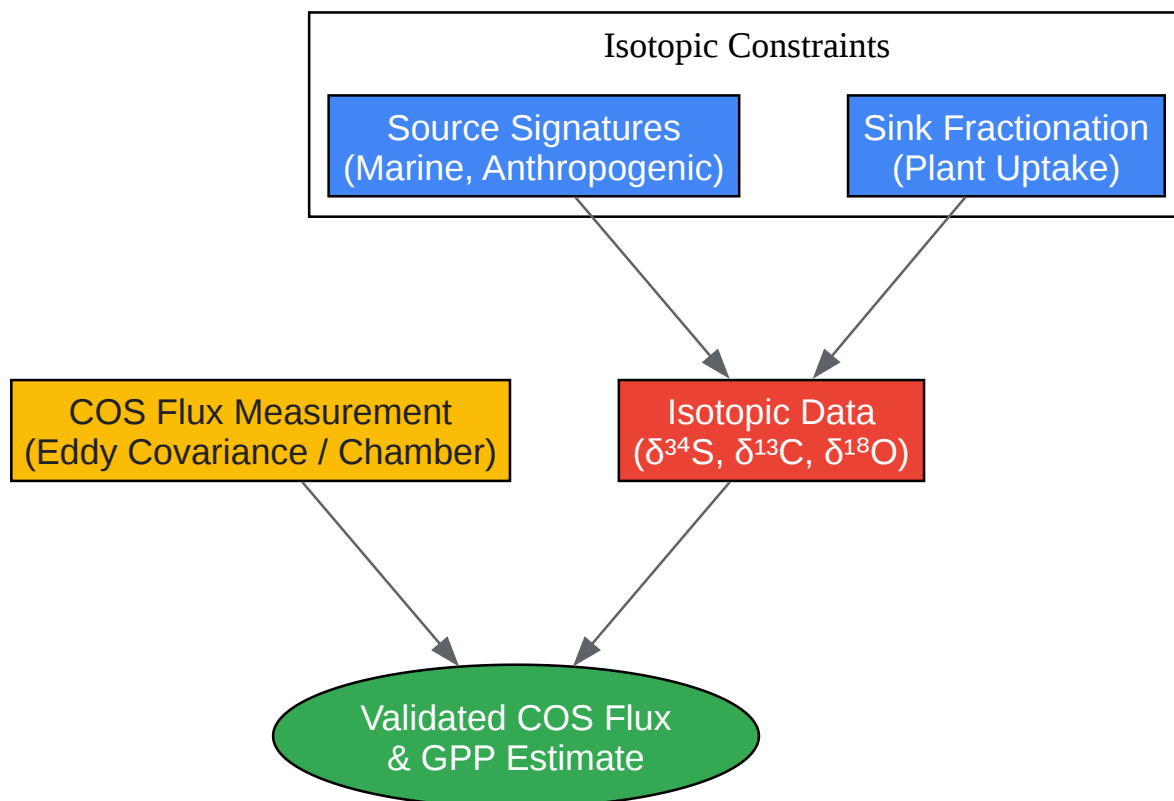 Isotopic Constraints
Source Signatures
(Marine, Anthropogenic)
Sink Fractionation
(Plant Uptake)
COS Flux Measurement
(Eddy Covariance / Chamber)
Isotopic Data
(δ³⁴S, δ¹³C, δ¹⁸O)
Validated COS Flux
& GPP Estimate